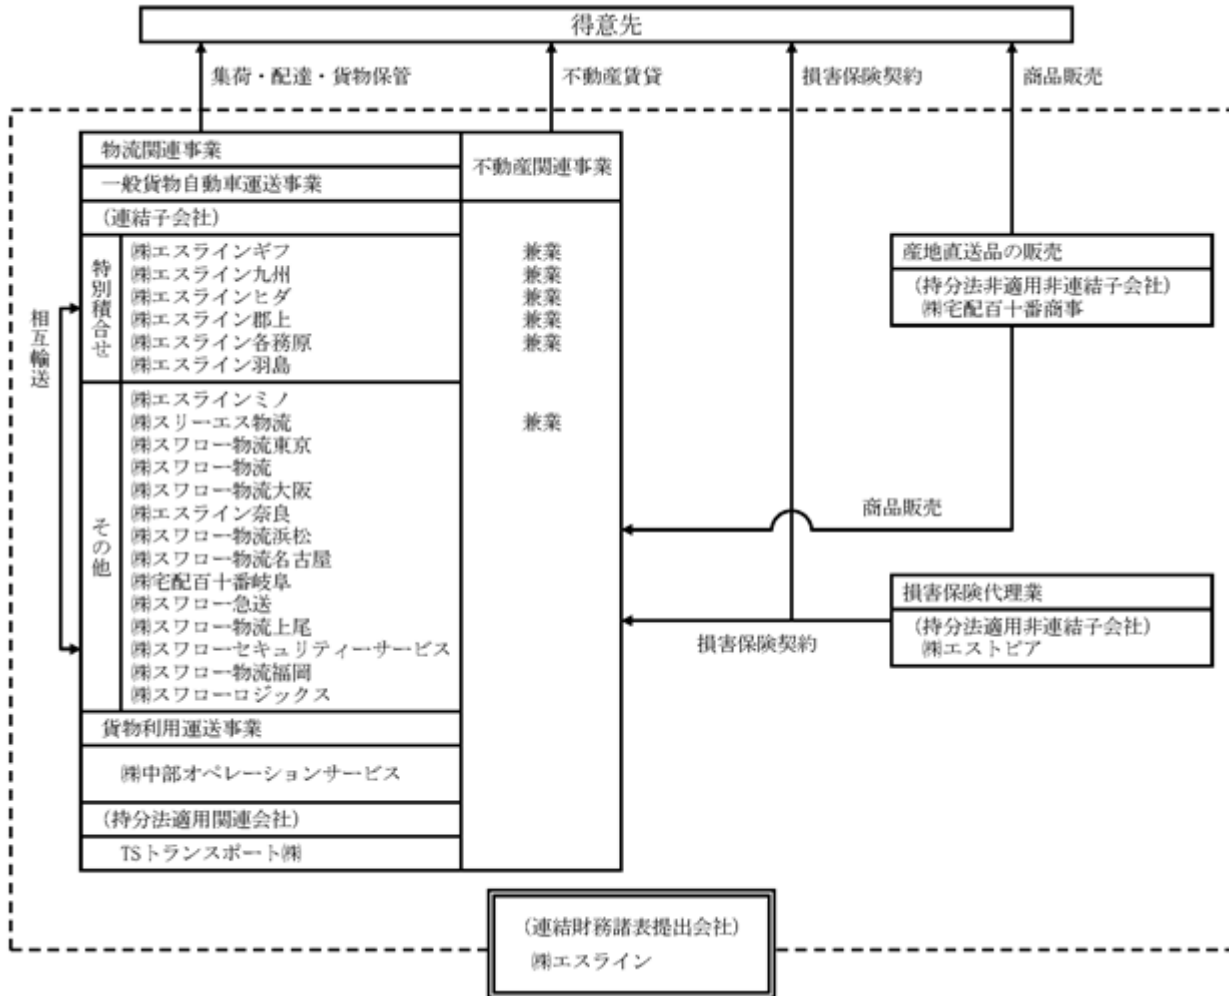 得意先
集荷・配達・貨物保管
不動産賃貸
損害保険契約
商品販売
物流関連事業
不動産関連事業
一般貨物自動車運送事業
(連結子会社)
相互輸送
特別積合せ
㈱エスラインギフ 兼業
㈱エスライン九州 兼業
㈱エスラインヒダ 兼業
㈱エスライン郡上 兼業
㈱エスライン各務原 兼業
㈱エスライン羽島
その他
㈱エスラインミノ
㈱スリーエス物流 兼業
㈱スワロー物流東京
㈱スワロー物流
㈱スワロー物流大阪
㈱エスライン奈良
㈱スワロー物流浜松
㈱スワロー物流名古屋
㈱宅配百十番岐阜
㈱スワロー急送
㈱スワロー物流上尾
㈱スワローセキュリティーサービス
㈱スワロー物流福岡
㈱スワローロジックス
貨物利用運送事業
㈱中部オペレーションサービス
(持分法適用関連会社)
TSトランスポート㈱
産地直送品の販売
(持分法非適用非連結子会社)
㈱宅配百十番商事
商品販売
損害保険代理業
(持分法適用非連結子会社)
㈱エストピア
損害保険契約
(連結財務諸表提出会社)
㈱エスライン